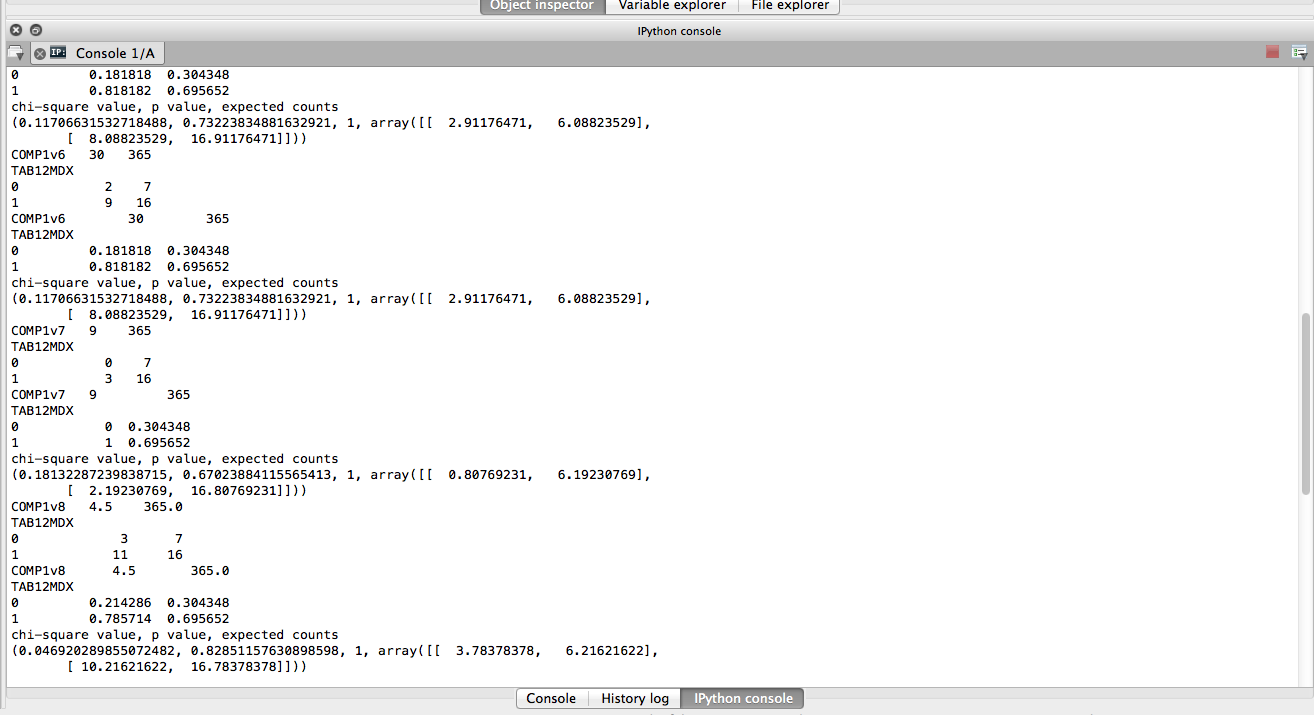 Object inspector Variable explorer File explorer
IPython console
IP: Console 1/A
0         0.181818  0.304348
1         0.818182  0.695652
chi-square value, p value, expected counts
(0.11706631532718488, 0.73223834881632921, 1, array([[  2.91176471,   6.08823529],
       [  8.08823529,  16.91176471]]))
COMP1v6   30   365
TAB12MDX
0           2    7
1           9   16
COMP1v6        30        365
TAB12MDX
0         0.181818  0.304348
1         0.818182  0.695652
chi-square value, p value, expected counts
(0.11706631532718488, 0.73223834881632921, 1, array([[  2.91176471,   6.08823529],
       [  8.08823529,  16.91176471]]))
COMP1v7   9    365
TAB12MDX
0           0    7
1           3   16
COMP1v7   9         365
TAB12MDX
0           0  0.304348
1           1  0.695652
chi-square value, p value, expected counts
(0.18132287239838715, 0.67023884115565413, 1, array([[  0.80769231,   6.19230769],
       [  2.19230769,  16.80769231]]))
COMP1v8   4.5    365.0
TAB12MDX
0             3      7
1            11     16
COMP1v8      4.5       365.0
TAB12MDX
0         0.214286  0.304348
1         0.785714  0.695652
chi-square value, p value, expected counts
(0.046920289855072482, 0.82851157630898598, 1, array([[  3.78378378,   6.21621622],
       [ 10.21621622,  16.78378378]]))
Console History log IPython console